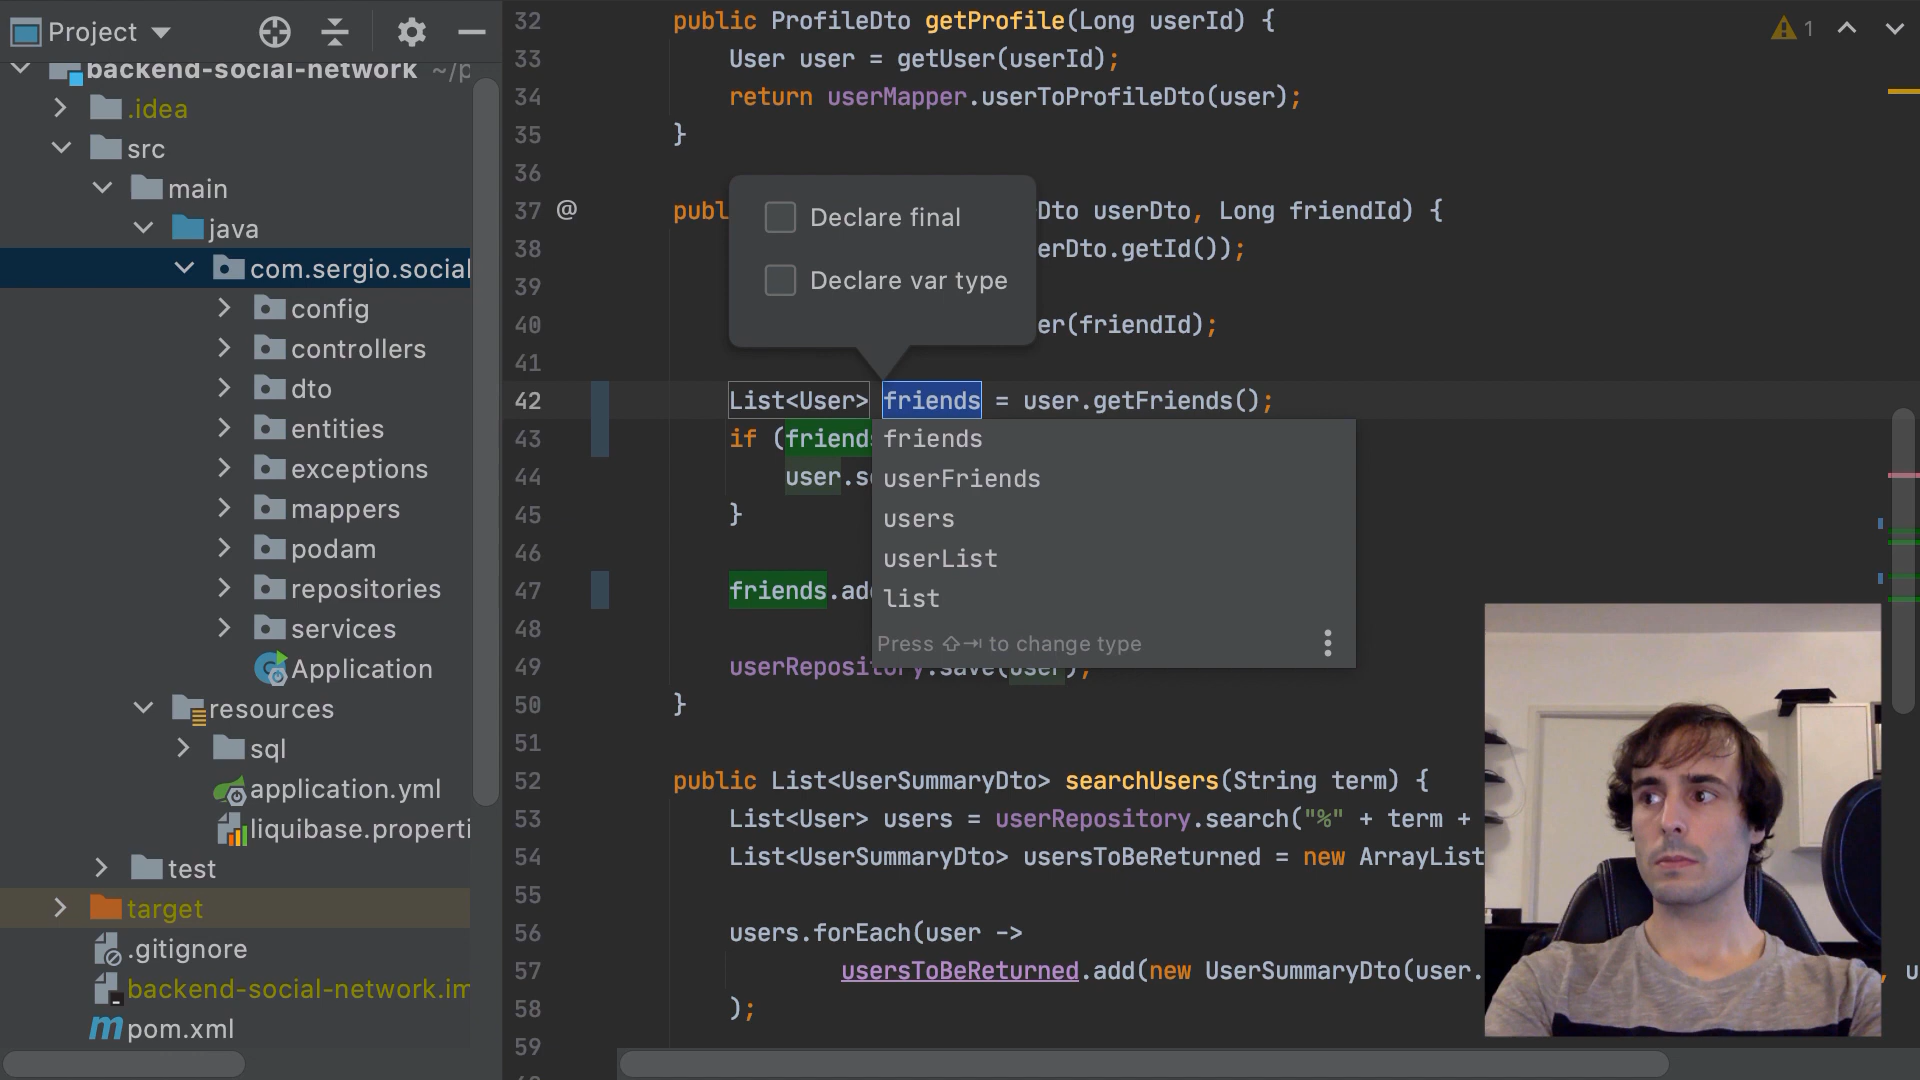 Project
backend-social-network ~/p
.idea
src
main
java
com.sergio.social
config
controllers
dto
entities
exceptions
mappers
podam
repositories
services
Application
resources
sql
application.yml
liquibase.properti
test
target
.gitignore
backend-social-network.im
pom.xml
1
32 public ProfileDto getProfile(Long userId) {
33 User user = getUser(userId);
34 return userMapper.userToProfileDto(user);
35 }
36
37 @ publ Dto userDto, Long friendId) {
38 erDto.getId());
39
40 er(friendId);
41
42 List<User> friends = user.getFriends();
43 if (friends
44 user.s
45 }
46
47 friends.add
48
49 userRepository.save(user);
50 }
51
52 public List<UserSummaryDto> searchUsers(String term) {
53 List<User> users = userRepository.search("%" + term +
54 List<UserSummaryDto> usersToBeReturned = new ArrayList
55
56 users.forEach(user ->
57 usersToBeReturned.add(new UserSummaryDto(user. , u
58 );
59
Declare final
Declare var type
friends
userFriends
users
userList
list
Press ⇧⇥ to change type